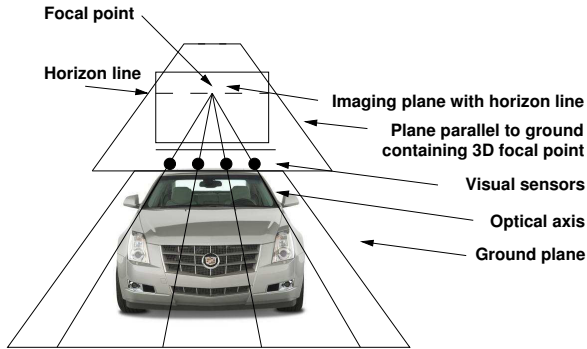 Focal point
Horizon line
Imaging plane with horizon line
Plane parallel to ground
containing 3D focal point
Visual sensors
Optical axis
Ground plane